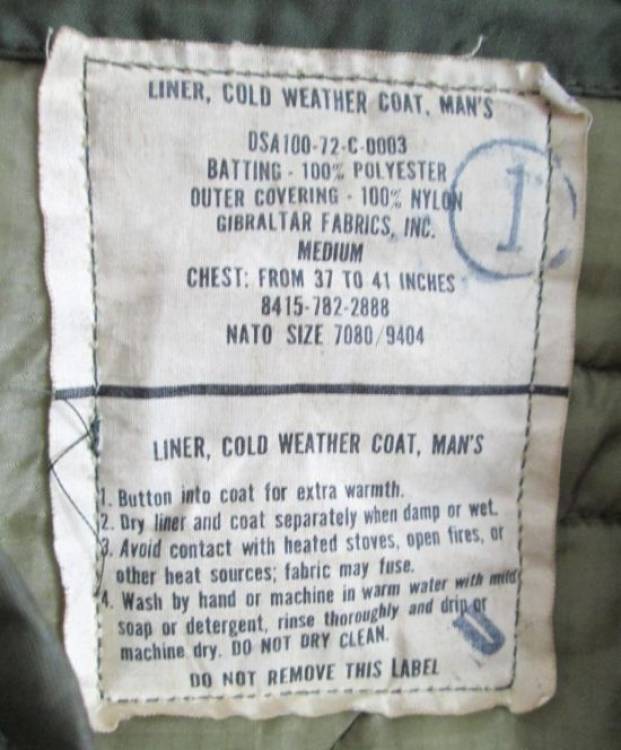 LINER, COLD WEATHER COAT, MAN'S
DSA100-72-C-0003
BATTING - 100% POLYESTER
OUTER COVERING - 100% NYLON
GIBRALTAR FABRICS, INC.
MEDIUM
CHEST: FROM 37 TO 41 INCHES
8415-782-2888
NATO SIZE 7080/9404
1
LINER, COLD WEATHER COAT, MAN'S
1. Button into coat for extra warmth.
2. Dry liner and coat separately when damp or wet.
3. Avoid contact with heated stoves, open fires, or
other heat sources; fabric may fuse.
4. Wash by hand or machine in warm water with mild
soap or detergent, rinse thoroughly and drip or
machine dry. DO NOT DRY CLEAN.
DO NOT REMOVE THIS LABEL